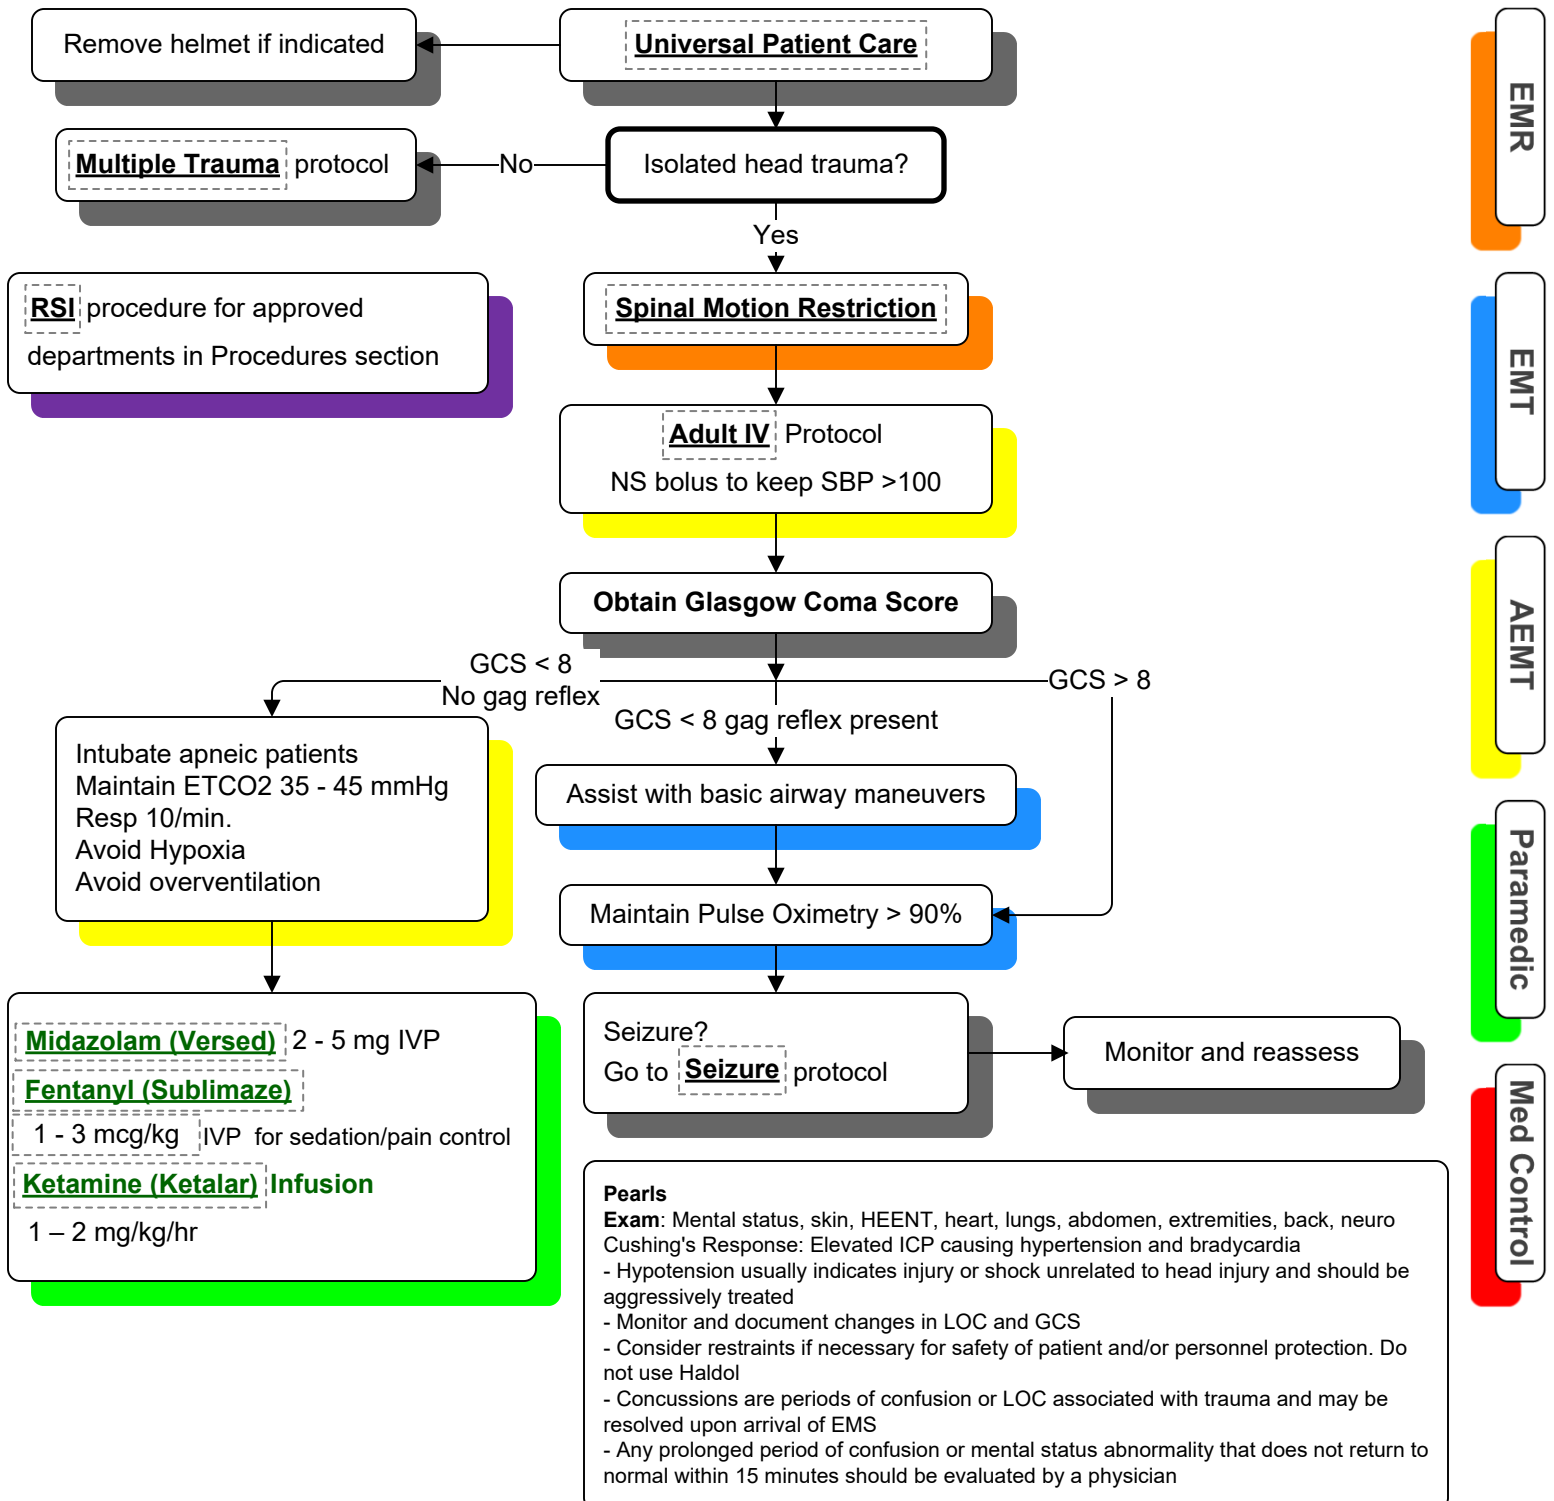 Remove helmet if indicated
Universal Patient Care
EMR
Multiple Trauma protocol
No
Isolated head trauma?
Yes
RSI procedure for approved
departments in Procedures section
Spinal Motion Restriction
EMT
Adult IV Protocol
NS bolus to keep SBP >100
Obtain Glasgow Coma Score
AEMT
GCS < 8
No gag reflex
GCS > 8
GCS < 8 gag reflex present
Intubate apneic patients
Maintain ETCO2 35 - 45 mmHg
Resp 10/min.
Avoid Hypoxia
Avoid overventilation
Assist with basic airway maneuvers
Maintain Pulse Oximetry > 90%
Paramedic
Midazolam (Versed) 2 - 5 mg IVP
Fentanyl (Sublimaze)
1 - 3 mcg/kg IVP for sedation/pain control
Ketamine (Ketalar) Infusion
1 – 2 mg/kg/hr
Seizure?
Go to Seizure protocol
Monitor and reassess
Med Control
Pearls
Exam: Mental status, skin, HEENT, heart, lungs, abdomen, extremities, back, neuro
Cushing's Response: Elevated ICP causing hypertension and bradycardia
- Hypotension usually indicates injury or shock unrelated to head injury and should be
aggressively treated
- Monitor and document changes in LOC and GCS
- Consider restraints if necessary for safety of patient and/or personnel protection. Do
not use Haldol
- Concussions are periods of confusion or LOC associated with trauma and may be
resolved upon arrival of EMS
- Any prolonged period of confusion or mental status abnormality that does not return to
normal within 15 minutes should be evaluated by a physician